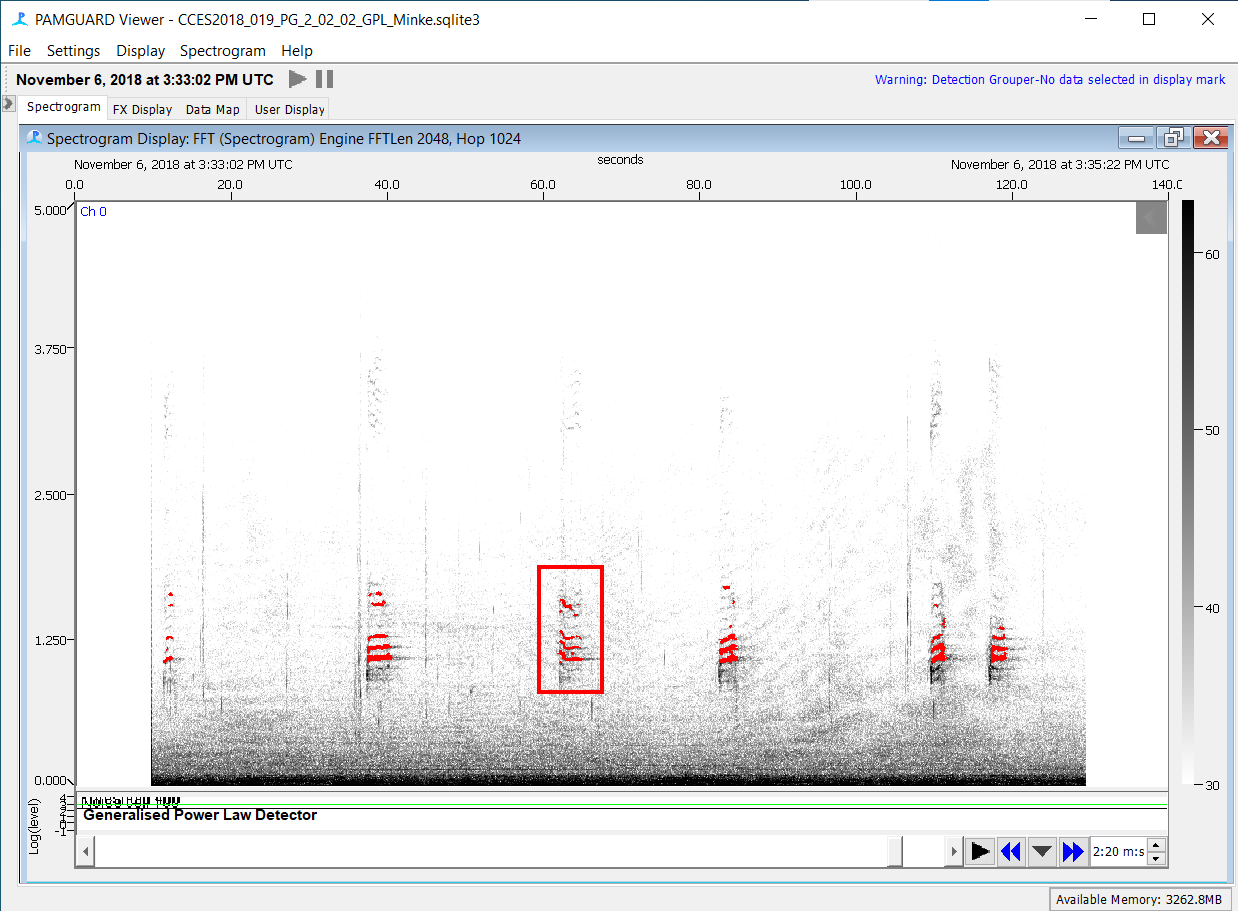 PAMGUARD Viewer - CCES2018_019_PG_2_02_02_GPL_Minke.sqlite3
File Settings Display Spectrogram Help
November 6, 2018 at 3:33:02 PM UTC
Warning: Detection Grouper-No data selected in display mark
Spectrogram FX Display Data Map User Display
Spectrogram Display: FFT (Spectrogram) Engine FFTLen 2048, Hop 1024
November 6, 2018 at 3:33:02 PM UTC seconds November 6, 2018 at 3:35:22 PM UTC
0.0 20.0 40.0 60.0 80.0 100.0 120.0 140.0
5.000
Ch 0
60
3.750
50
2.500
40
1.250
0.000
30
Log(level)
4
-1
Generalised Power Law Detector
2:20 m:s
Available Memory: 3262.8MB